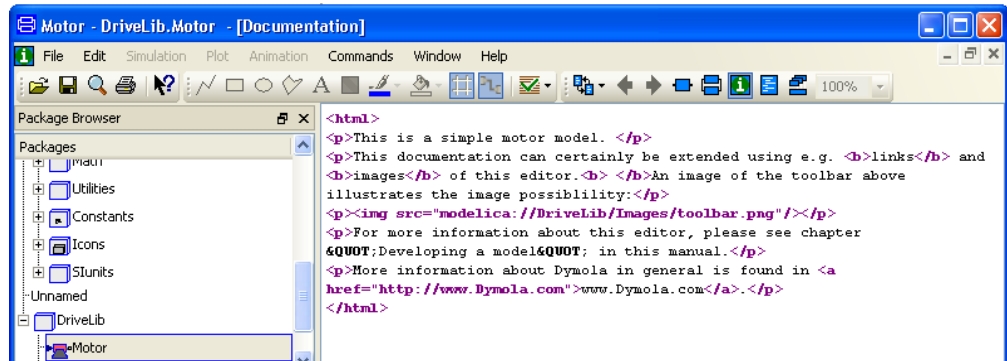 Motor - DriveLib.Motor - [Documentation]
File Edit Simulation Plot Animation Commands Window Help
100%
Package Browser
Packages
Math
Utilities
Constants
Icons
SIunits
Unnamed
DriveLib
Motor
<html>
<p>This is a simple motor model. </p>
<p>This documentation can certainly be extended using e.g. <b>links</b> and
<b>images</b> of this editor.<b> </b>An image of the toolbar above
illustrates the image possiblility:</p>
<p><img src="modelica://DriveLib/Images/toolbar.png"/></p>
<p>For more information about this editor, please see chapter
&QUOT;Developing a model&QUOT; in this manual.</p>
<p>More information about Dymola in general is found in <a
href="http://www.Dymola.com">www.Dymola.com</a>.</p>
</html>